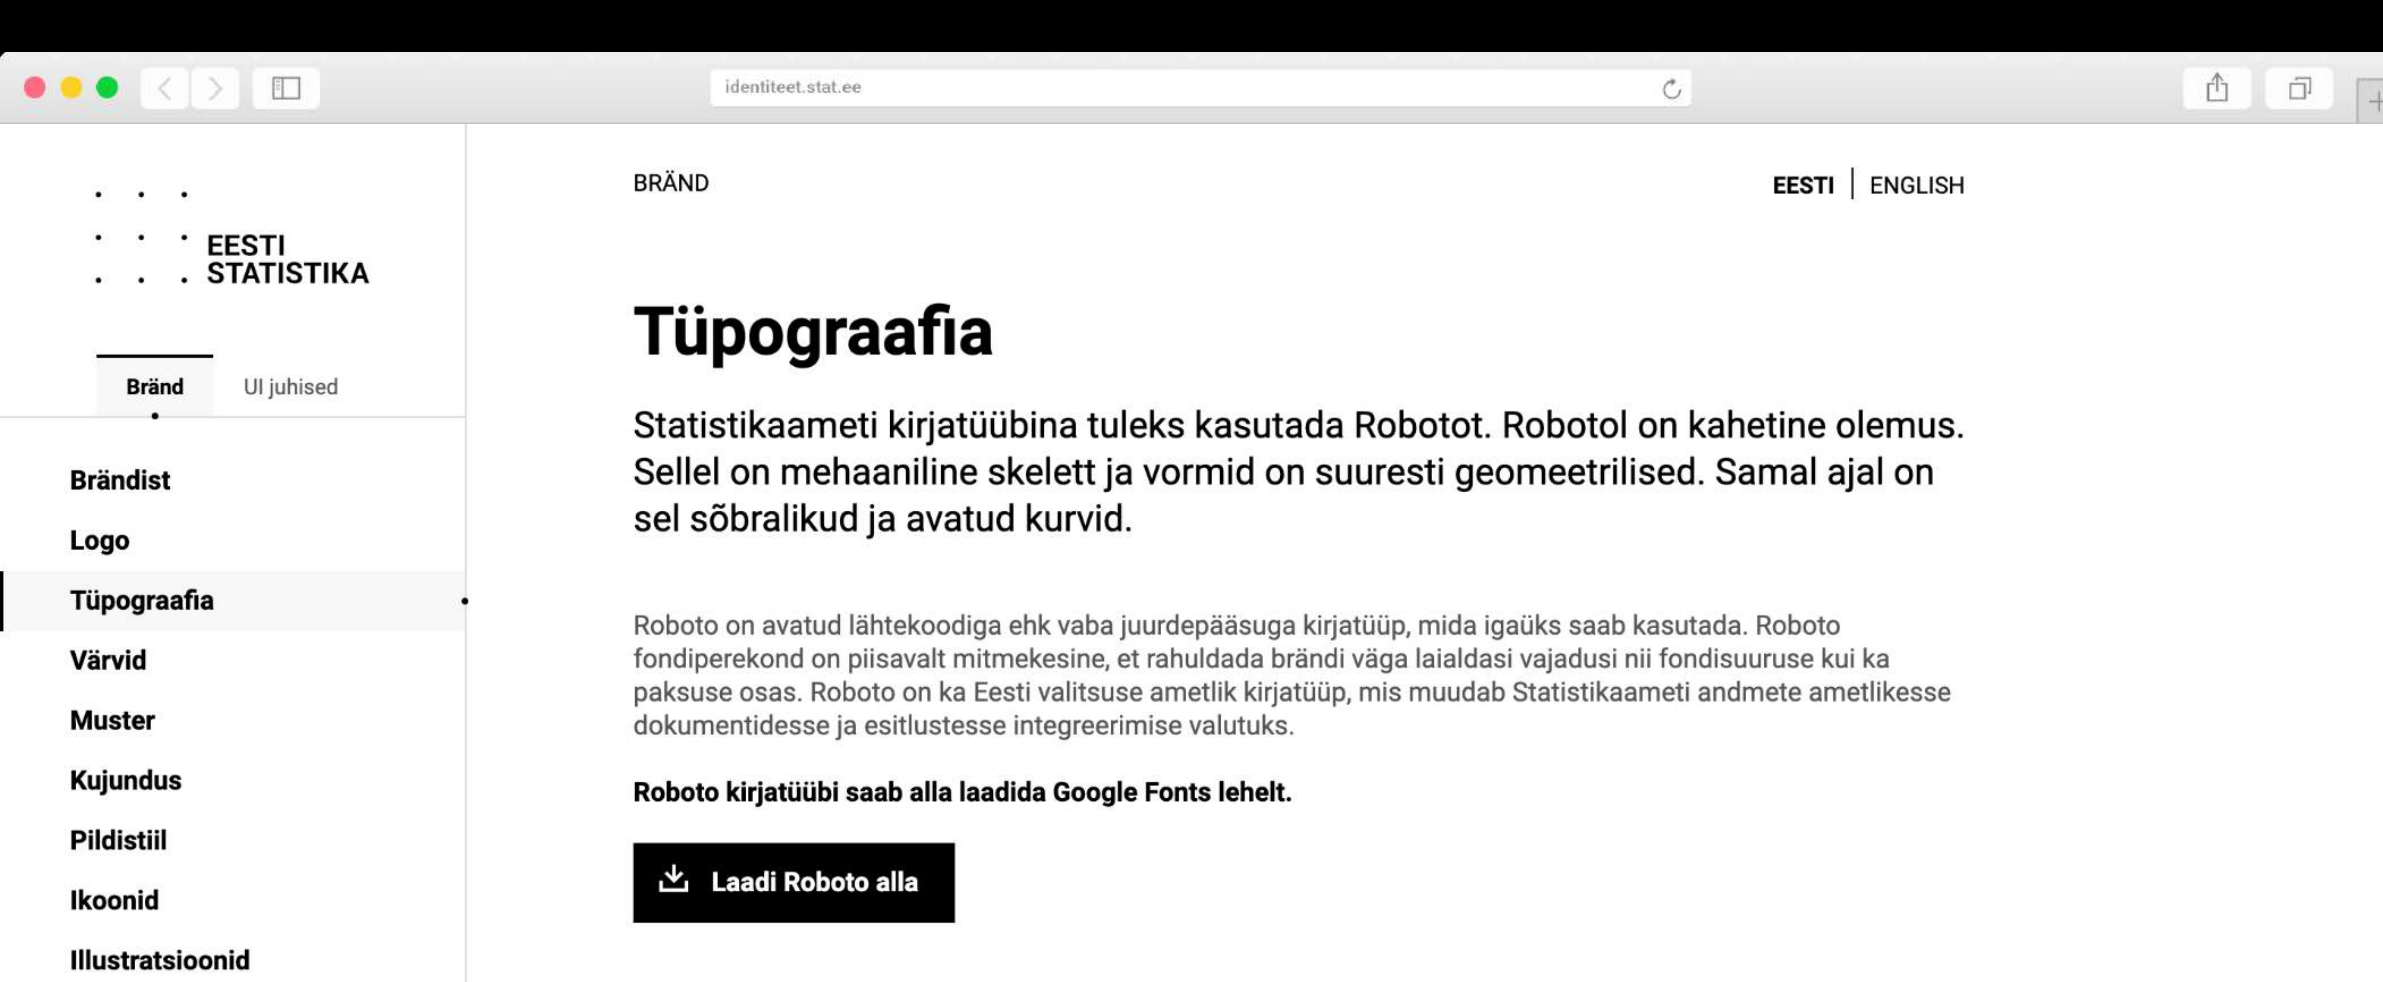 identiteet.stat.ee
EESTI
STATISTIKA
Bränd
UI juhised
Brändist
Logo
Tüpograafia
Värvid
Muster
Kujundus
Pildistiil
Ikoonid
Illustratsioonid
BRÄND
EESTI | ENGLISH
Tüpograafia
Statistikaameti kirjatüübina tuleks kasutada Robotot. Robotol on kahetine olemus.
Sellel on mehaaniline skelett ja vormid on suuresti geomeetrilised. Samal ajal on
sel sõbralikud ja avatud kurvid.
Roboto on avatud lähtekoodiga ehk vaba juurdepääsuga kirjatüüp, mida igaüks saab kasutada. Roboto
fondiperekond on piisavalt mitmekesine, et rahuldada brändi väga laialdasi vajadusi nii fondisuuruse kui ka
paksuse osas. Roboto on ka Eesti valitsuse ametlik kirjatüüp, mis muudab Statistikaameti andmete ametlikesse
dokumentidesse ja esitlustesse integreerimise valutuks.
Roboto kirjatüübi saab alla laadida Google Fonts lehelt.
Laadi Roboto alla